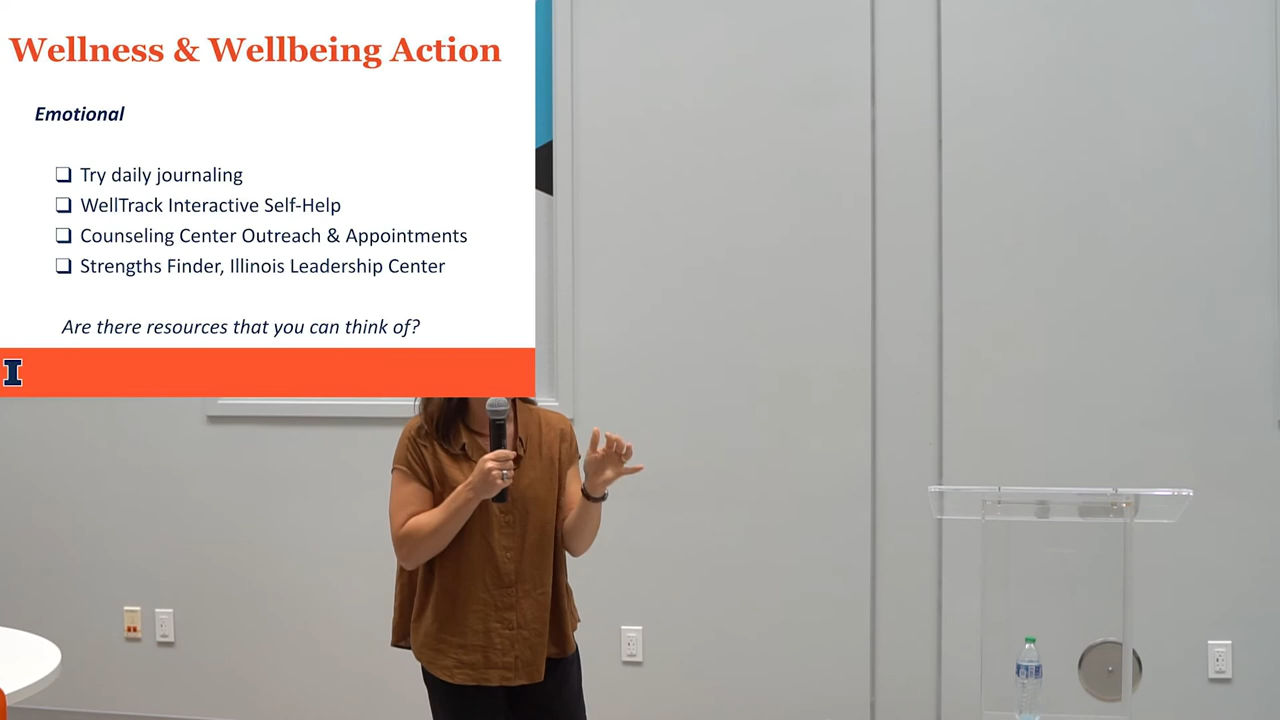 Wellness & Wellbeing Action
Emotional
❑ Try daily journaling
❑ WellTrack Interactive Self-Help
❑ Counseling Center Outreach & Appointments
❑ Strengths Finder, Illinois Leadership Center
Are there resources that you can think of?
I